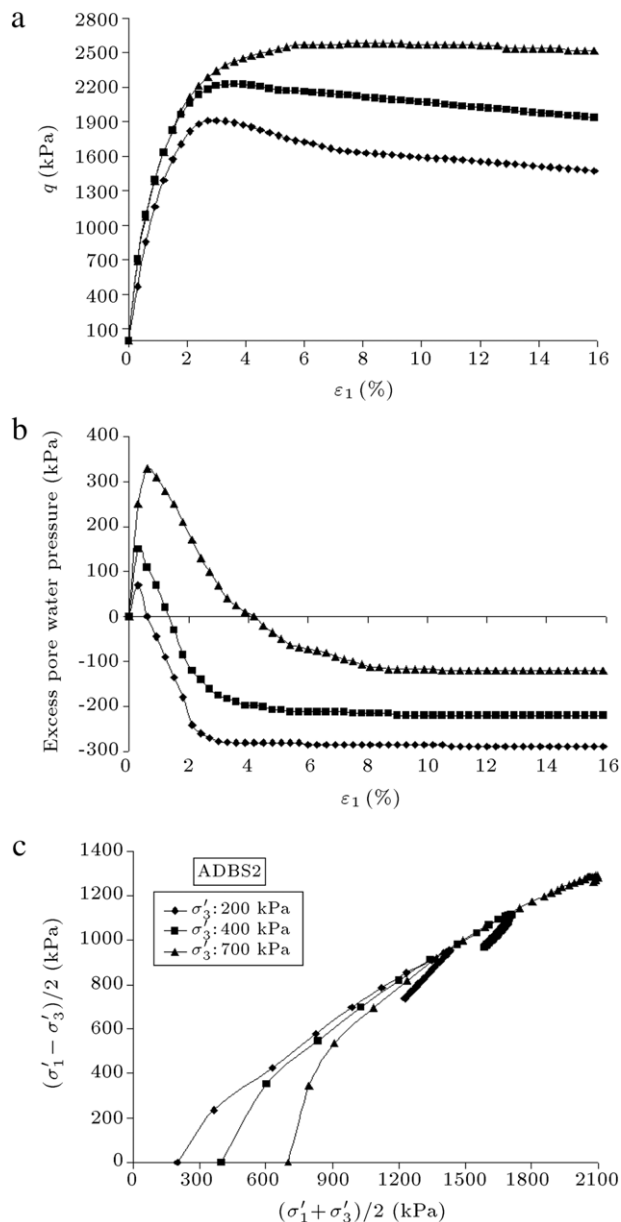 a
2800
2500
2200
1900
1600
1300
1000
700
400
100
q (kPa)
0 2 4 6 8 10 12 14 16
ε1 (%)
b
400
300
200
100
0
-100
-200
-300
Excess pore water pressure (kPa)
0 2 4 6 8 10 12 14 16
ε1 (%)
c
1400
1200
1000
800
600
400
200
0
(σ′1 − σ′3)/2 (kPa)
ADBS2
σ′3: 200 kPa
σ′3: 400 kPa
σ′3: 700 kPa
0 300 600 900 1200 1500 1800 2100
(σ′1 + σ′3)/2 (kPa)